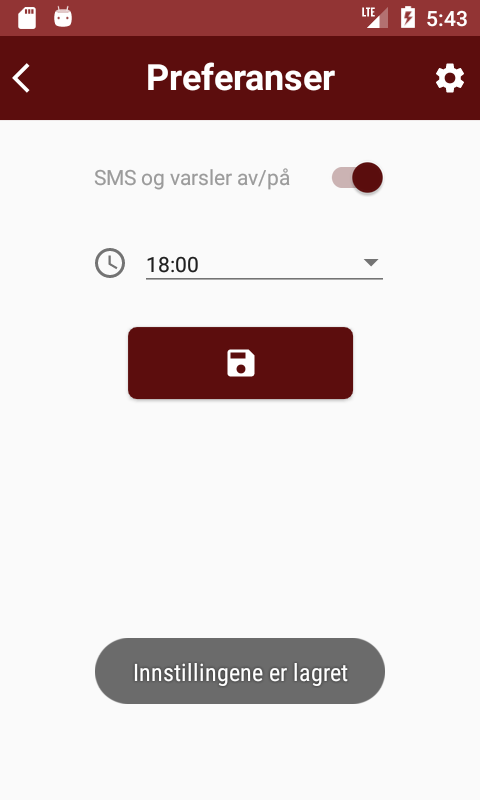 LTE
5:43
Preferanser
SMS og varsler av/på
18:00
Innstillingene er lagret